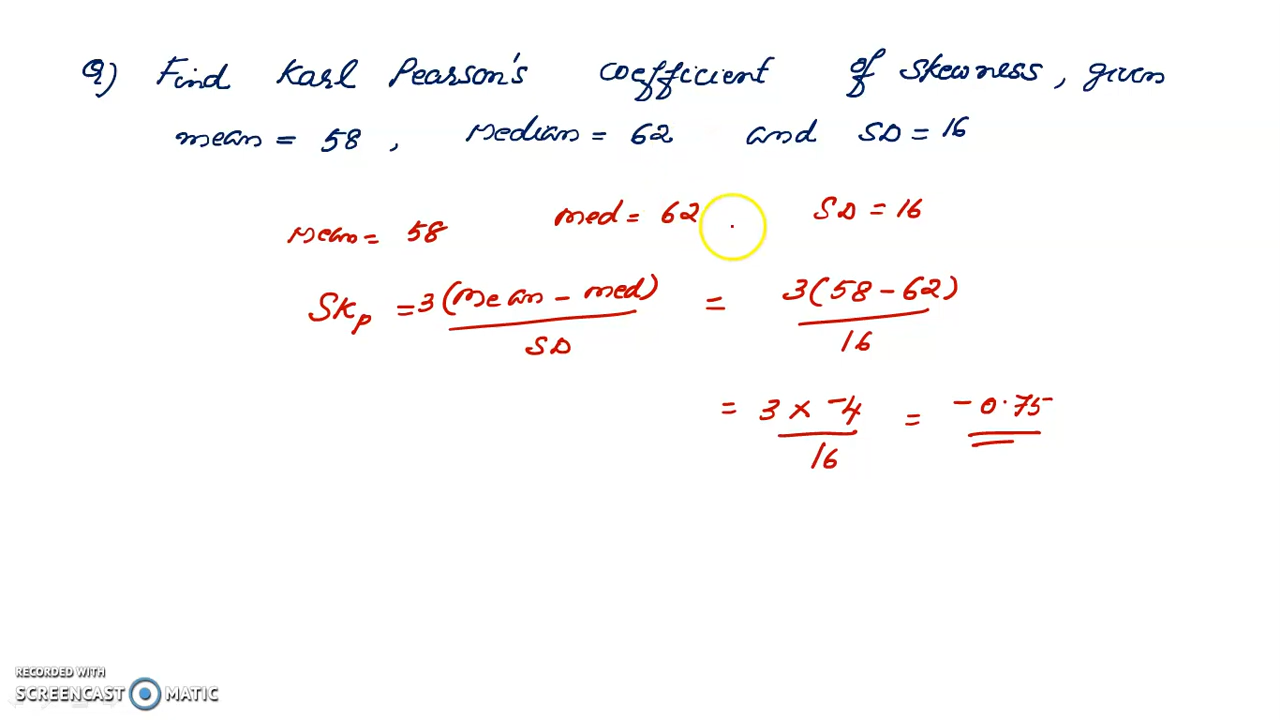 Q) Find Karl Pearson's coefficient of skewness, given
mean = 58, Median = 62 and SD = 16
Mean = 58 med = 62 SD = 16
SKp = 3(mean - med) / SD = 3(58 - 62) / 16
= 3 × -4 / 16 = -0.75
RECORDED WITH
SCREENCAST MATIC